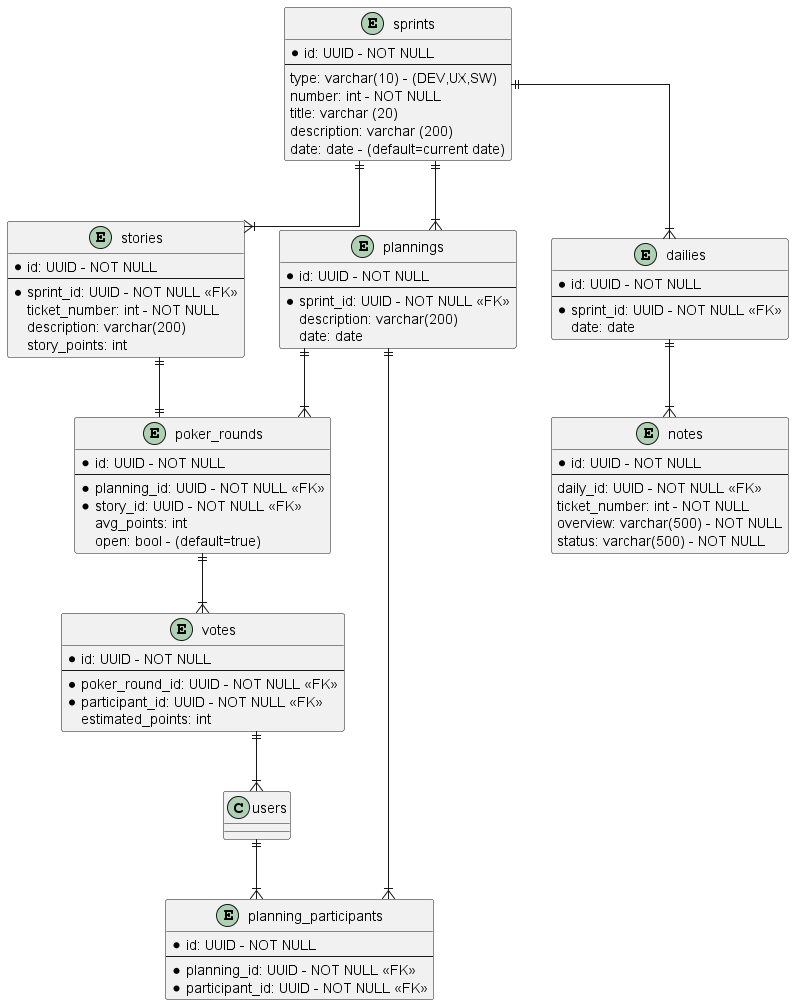 E sprints
id: UUID - NOT NULL
type: varchar(10) - (DEV,UX,SW)
number: int - NOT NULL
title: varchar (20)
description: varchar (200)
date: date - (default=current date)
E stories
id: UUID - NOT NULL
sprint_id: UUID - NOT NULL «FK»
ticket_number: int - NOT NULL
description: varchar(200)
story_points: int
E plannings
id: UUID - NOT NULL
sprint_id: UUID - NOT NULL «FK»
description: varchar(200)
date: date
E dailies
id: UUID - NOT NULL
sprint_id: UUID - NOT NULL «FK»
date: date
E poker_rounds
id: UUID - NOT NULL
planning_id: UUID - NOT NULL «FK»
story_id: UUID - NOT NULL «FK»
avg_points: int
open: bool - (default=true)
E notes
id: UUID - NOT NULL
daily_id: UUID - NOT NULL «FK»
ticket_number: int - NOT NULL
overview: varchar(500) - NOT NULL
status: varchar(500) - NOT NULL
E votes
id: UUID - NOT NULL
poker_round_id: UUID - NOT NULL «FK»
participant_id: UUID - NOT NULL «FK»
estimated_points: int
C users
E planning_participants
id: UUID - NOT NULL
planning_id: UUID - NOT NULL «FK»
participant_id: UUID - NOT NULL «FK»